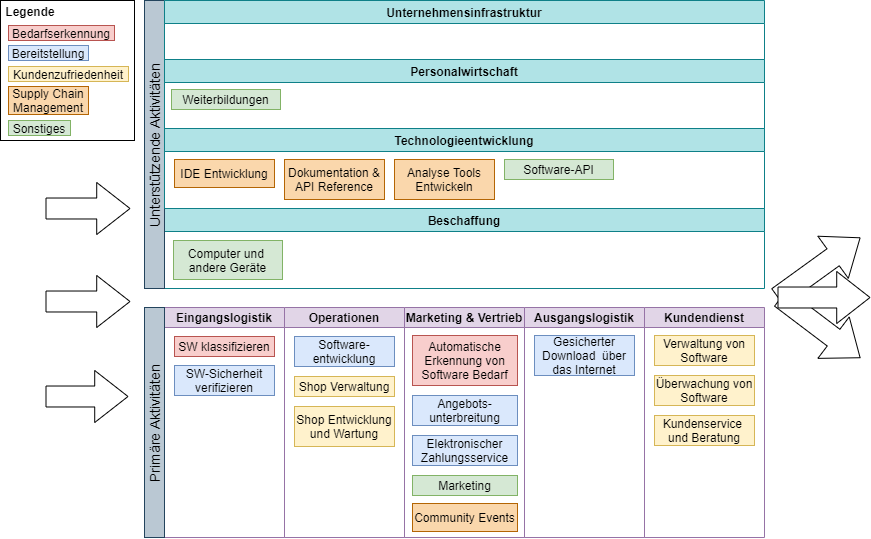 Legende
Bedarfserkennung
Bereitstellung
Kundenzufriedenheit
Supply Chain
Management
Sonstiges
Unterstützende Aktivitäten
Unternehmensinfrastruktur
Personalwirtschaft
Weiterbildungen
Technologieentwicklung
IDE Entwicklung
Dokumentation &
API Reference
Analyse Tools
Entwickeln
Software-API
Beschaffung
Computer und
andere Geräte
Primäre Aktivitäten
Eingangslogistik
SW klassifizieren
SW-Sicherheit
verifizieren
Operationen
Software-
entwicklung
Shop Verwaltung
Shop Entwicklung
und Wartung
Marketing & Vertrieb
Automatische
Erkennung von
Software Bedarf
Angebots-
unterbreitung
Elektronischer
Zahlungsservice
Marketing
Community Events
Ausgangslogistik
Gesicherter
Download über
das Internet
Kundendienst
Verwaltung von
Software
Überwachung von
Software
Kundenservice
und Beratung